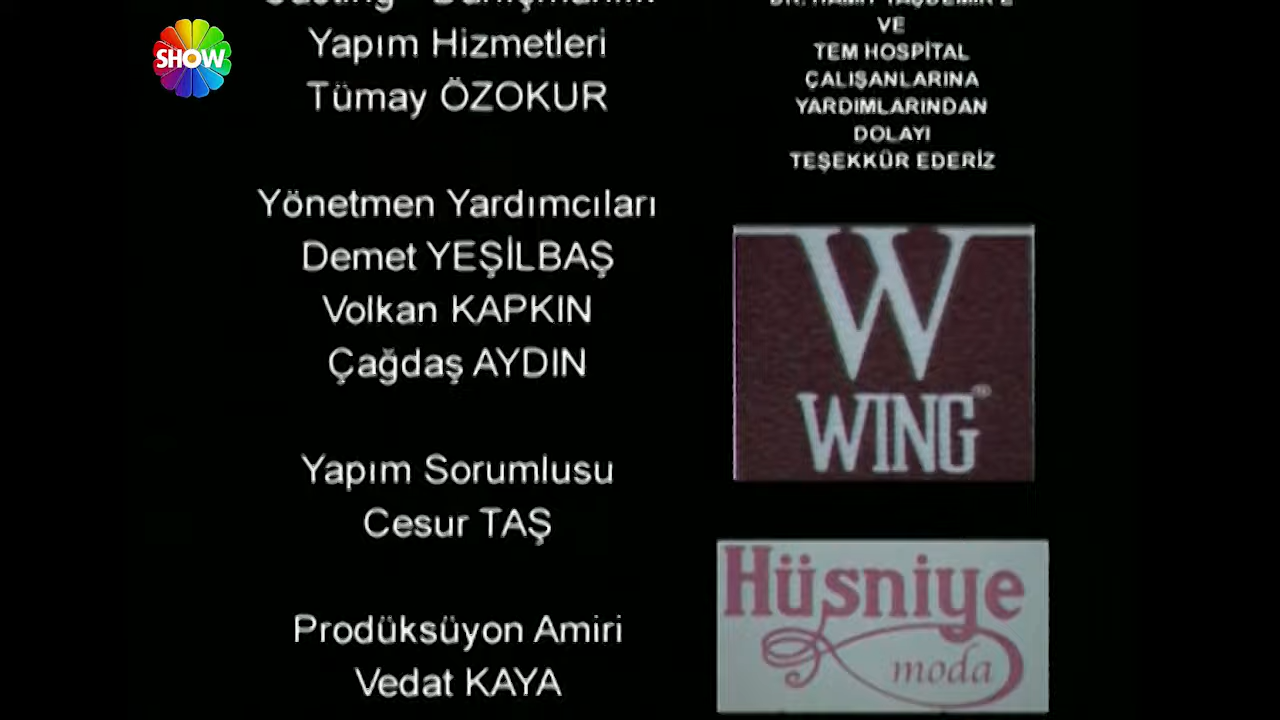 SHOW
Yapım Hizmetleri
Tümay ÖZOKUR
Yönetmen Yardımcıları
Demet YEŞİLBAŞ
Volkan KAPKIN
Çağdaş AYDIN
Yapım Sorumlusu
Cesur TAŞ
Prodüksüyon Amiri
Vedat KAYA
VE
TEM HOSPİTAL
ÇALIŞANLARINA
YARDIMLARINDAN
DOLAYI
TEŞEKKÜR EDERİZ
W
WING®
Hüsniye
moda